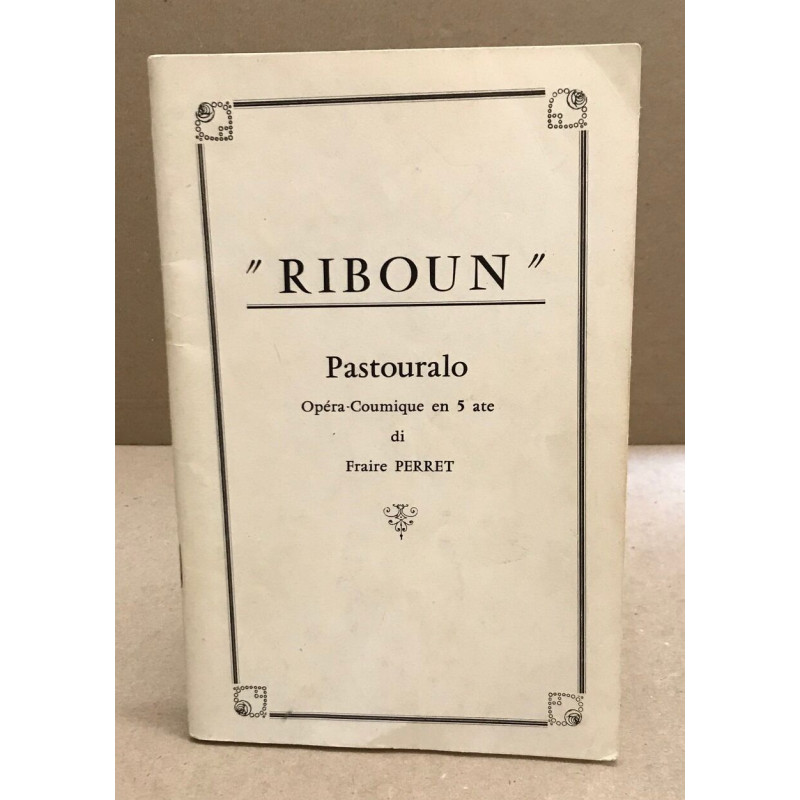 " RIBOUN "
Pastouralo
Opéra-Coumique en 5 ate
di
Fraire PERRET